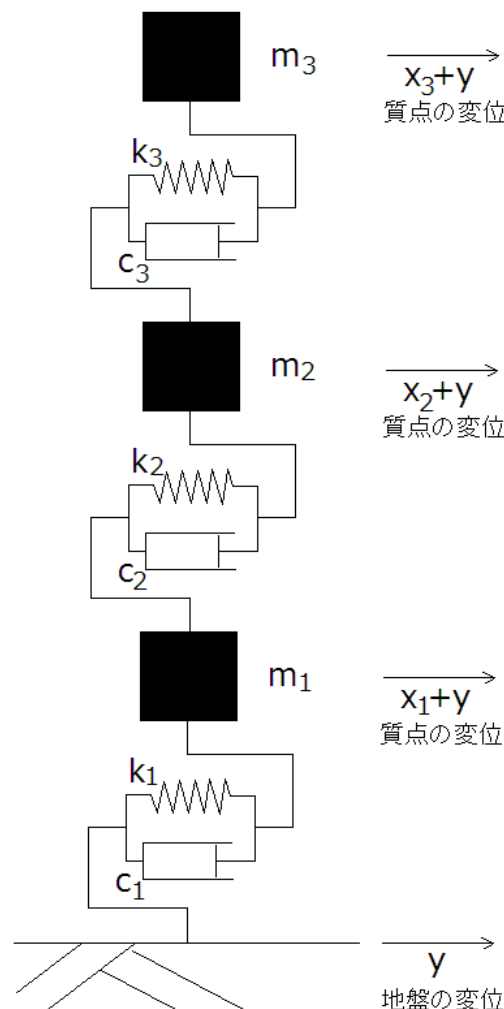 m₃
x₃+y
質点の変位
k₃
c₃
m₂
x₂+y
質点の変位
k₂
c₂
m₁
x₁+y
質点の変位
k₁
c₁
y
地盤の変位